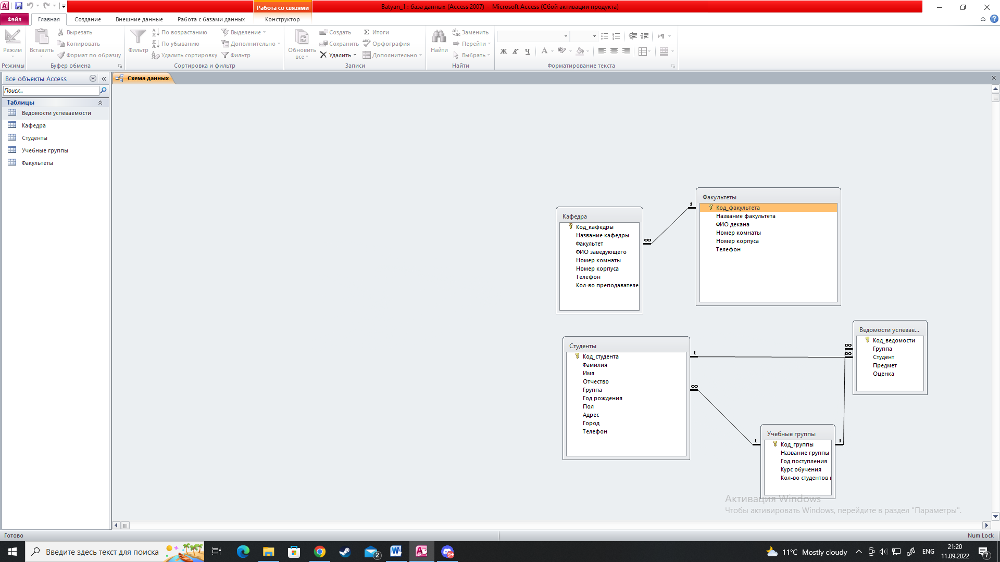 Работа со связями
Batyan_1 : база данных (Access 2007) - Microsoft Access (Сбой активации продукта)
Файл
Главная
Создание
Внешние данные
Работа с базами данных
Конструктор
Режим
Режимы
Вставить
Вырезать
Копировать
Формат по образцу
Буфер обмена
Фильтр
По возрастанию
По убыванию
Удалить сортировку
Выделение
Дополнительно
Фильтр
Сортировка и фильтр
Обновить
все
Создать
Сохранить
Удалить
Итоги
Орфография
Дополнительно
Записи
Найти
Заменить
Перейти
Выбрать
Найти
Ж К Ч
Форматирование текста
Все объекты Access
Поиск...
Таблицы
Ведомости успеваемости
Кафедра
Студенты
Учебные группы
Факультеты
Схема данных
Кафедра
Код_кафедры
Название кафедры
Факультет
ФИО заведующего
Номер комнаты
Номер корпуса
Телефон
Кол-во преподавателе
∞
1
Факультеты
Код_факультета
Название факультета
ФИО декана
Номер комнаты
Номер корпуса
Телефон
Студенты
Код_студента
Фамилия
Имя
Отчество
Группа
Год рождения
Пол
Адрес
Город
Телефон
1
∞
∞
∞
Ведомости успевае...
Код_ведомости
Группа
Студент
Предмет
Оценка
1
1
Учебные группы
Код_группы
Название группы
Год поступления
Курс обучения
Кол-во студентов в
Активация Windows
Чтобы активировать Windows, перейдите в раздел "Параметры".
Готово
Num Lock
Введите здесь текст для поиска
2
9+
11°C Mostly cloudy
ENG
21:20
11.09.2022
7